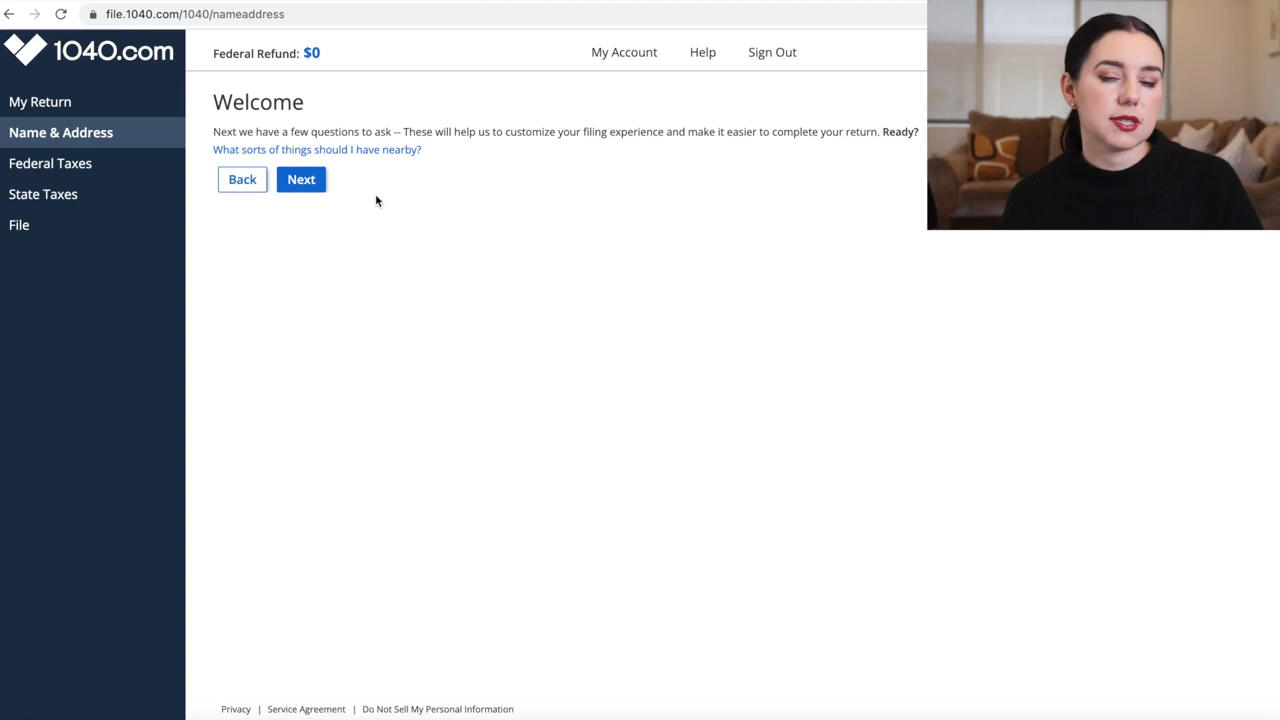 file.1040.com/1040/nameaddress
1040.com
Federal Refund: $0
My Account
Help
Sign Out
My Return
Name & Address
Federal Taxes
State Taxes
File
Welcome
Next we have a few questions to ask -- These will help us to customize your filing experience and make it easier to complete your return. Ready?
What sorts of things should I have nearby?
Back
Next
Privacy | Service Agreement | Do Not Sell My Personal Information